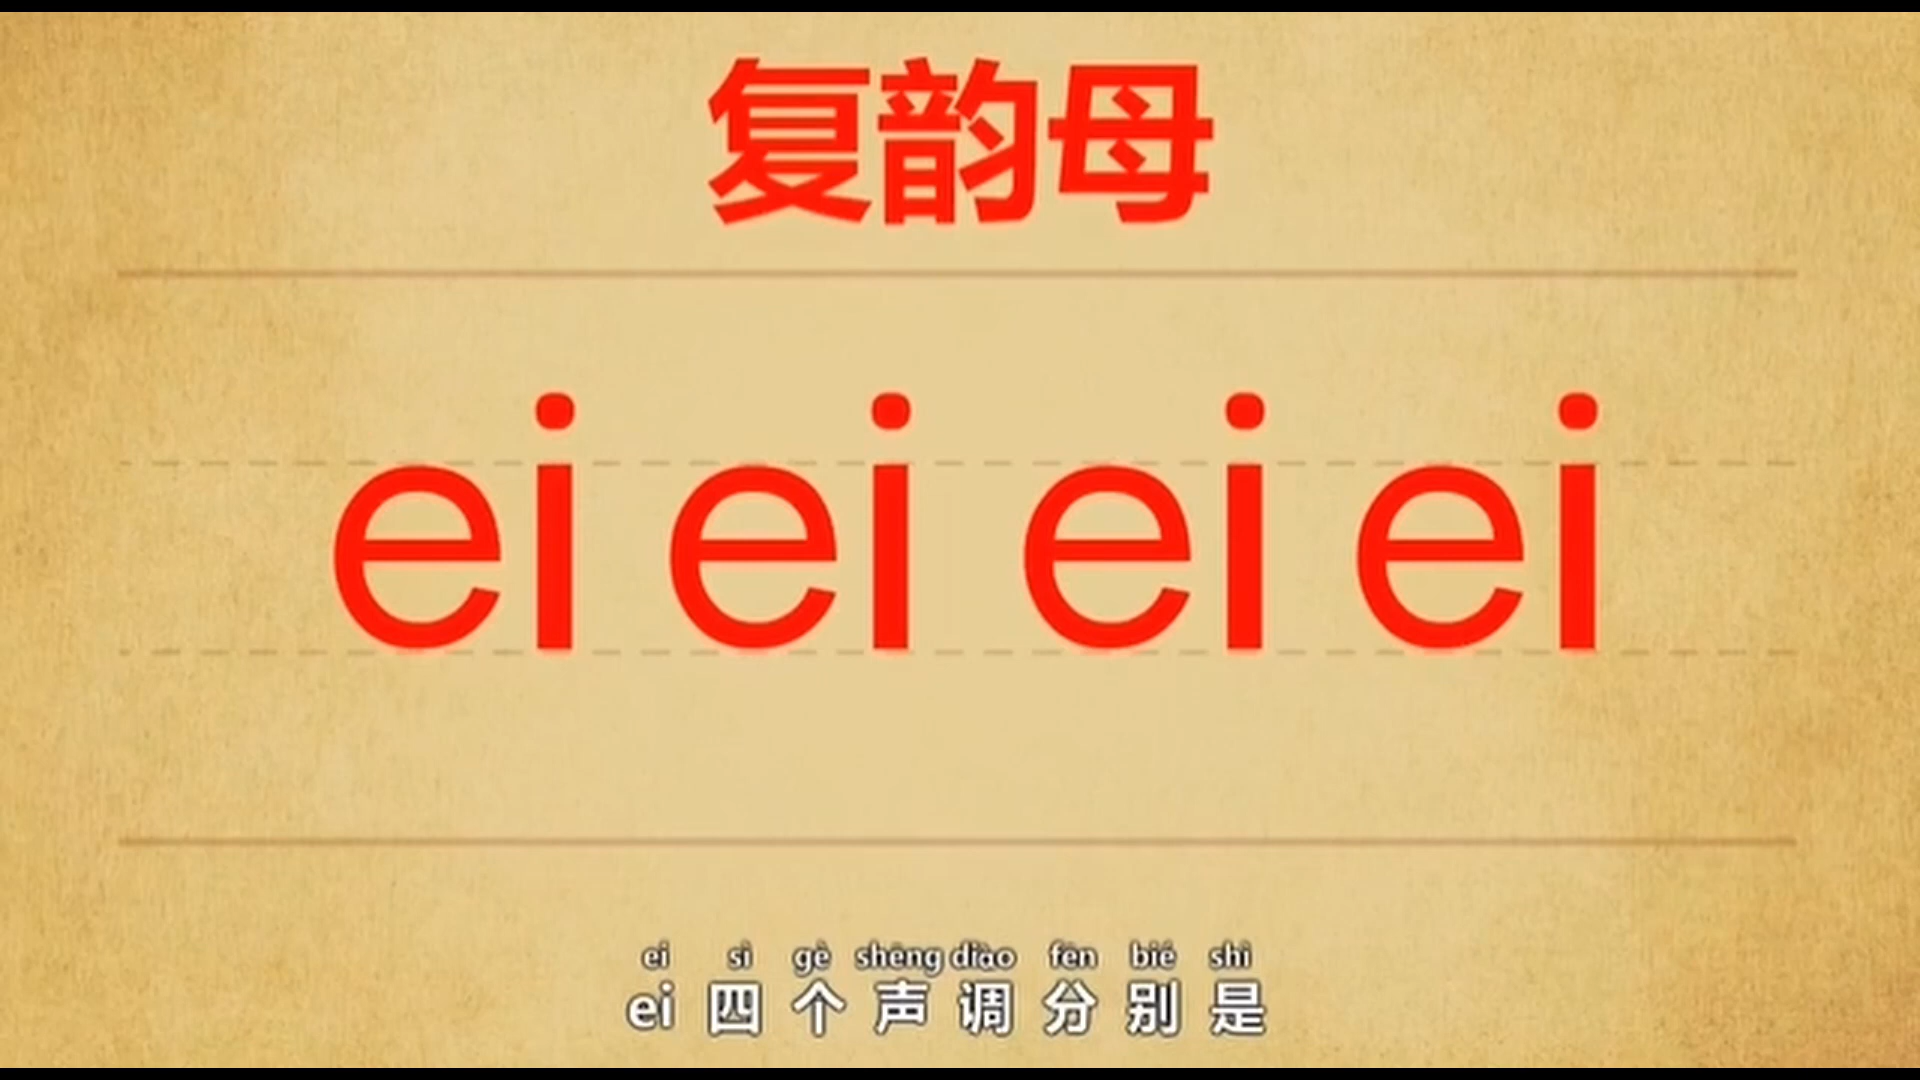 复韵母
ei ei ei ei
ei sì gè shēng diào fēn bié shì
ei 四 个 声 调 分 别 是